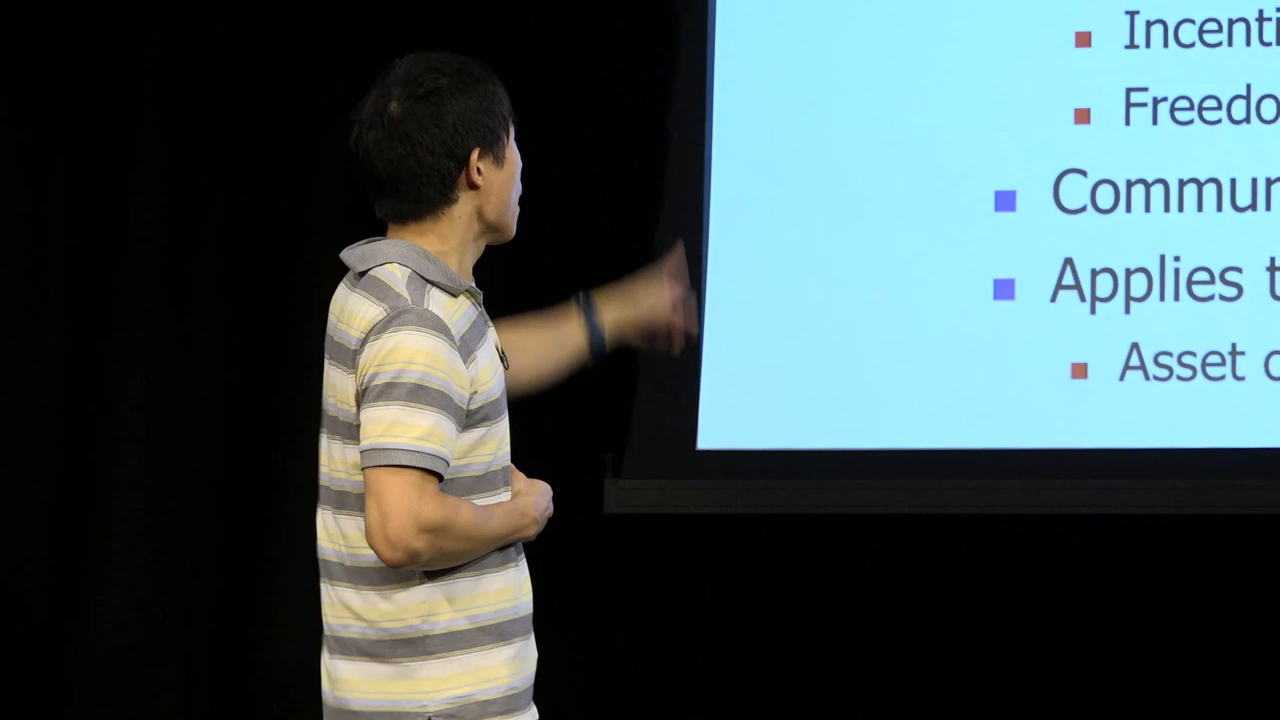 Incenti
Freedo
Commun
Applies t
Asset o